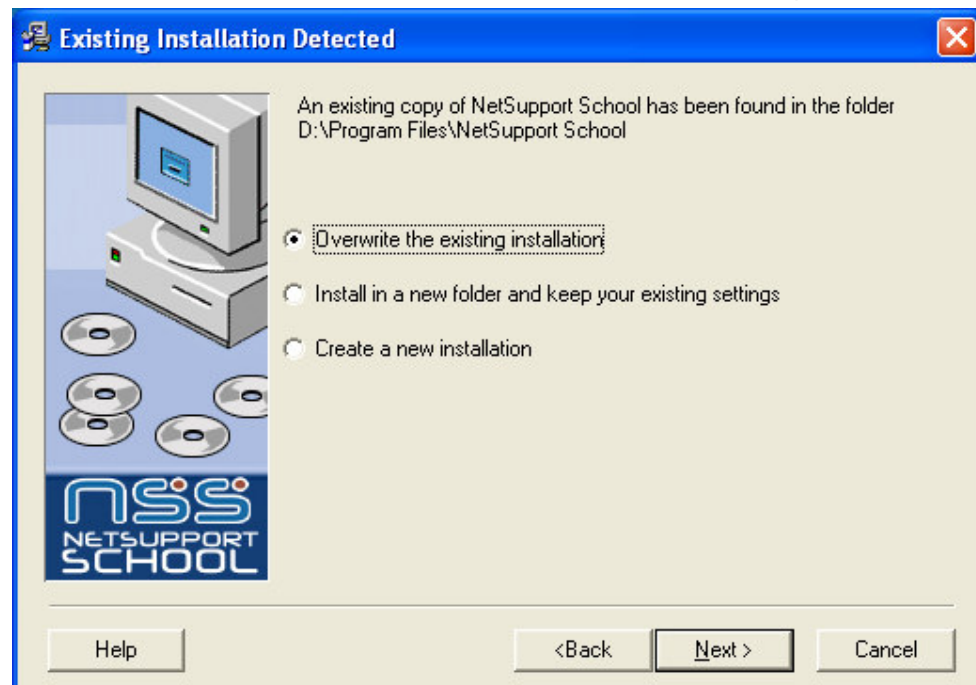 Existing Installation Detected
An existing copy of NetSupport School has been found in the folder
D:\Program Files\NetSupport School
Overwrite the existing installation
Install in a new folder and keep your existing settings
Create a new installation
nss
NETSUPPORT
SCHOOL
Help
<Back
Next >
Cancel